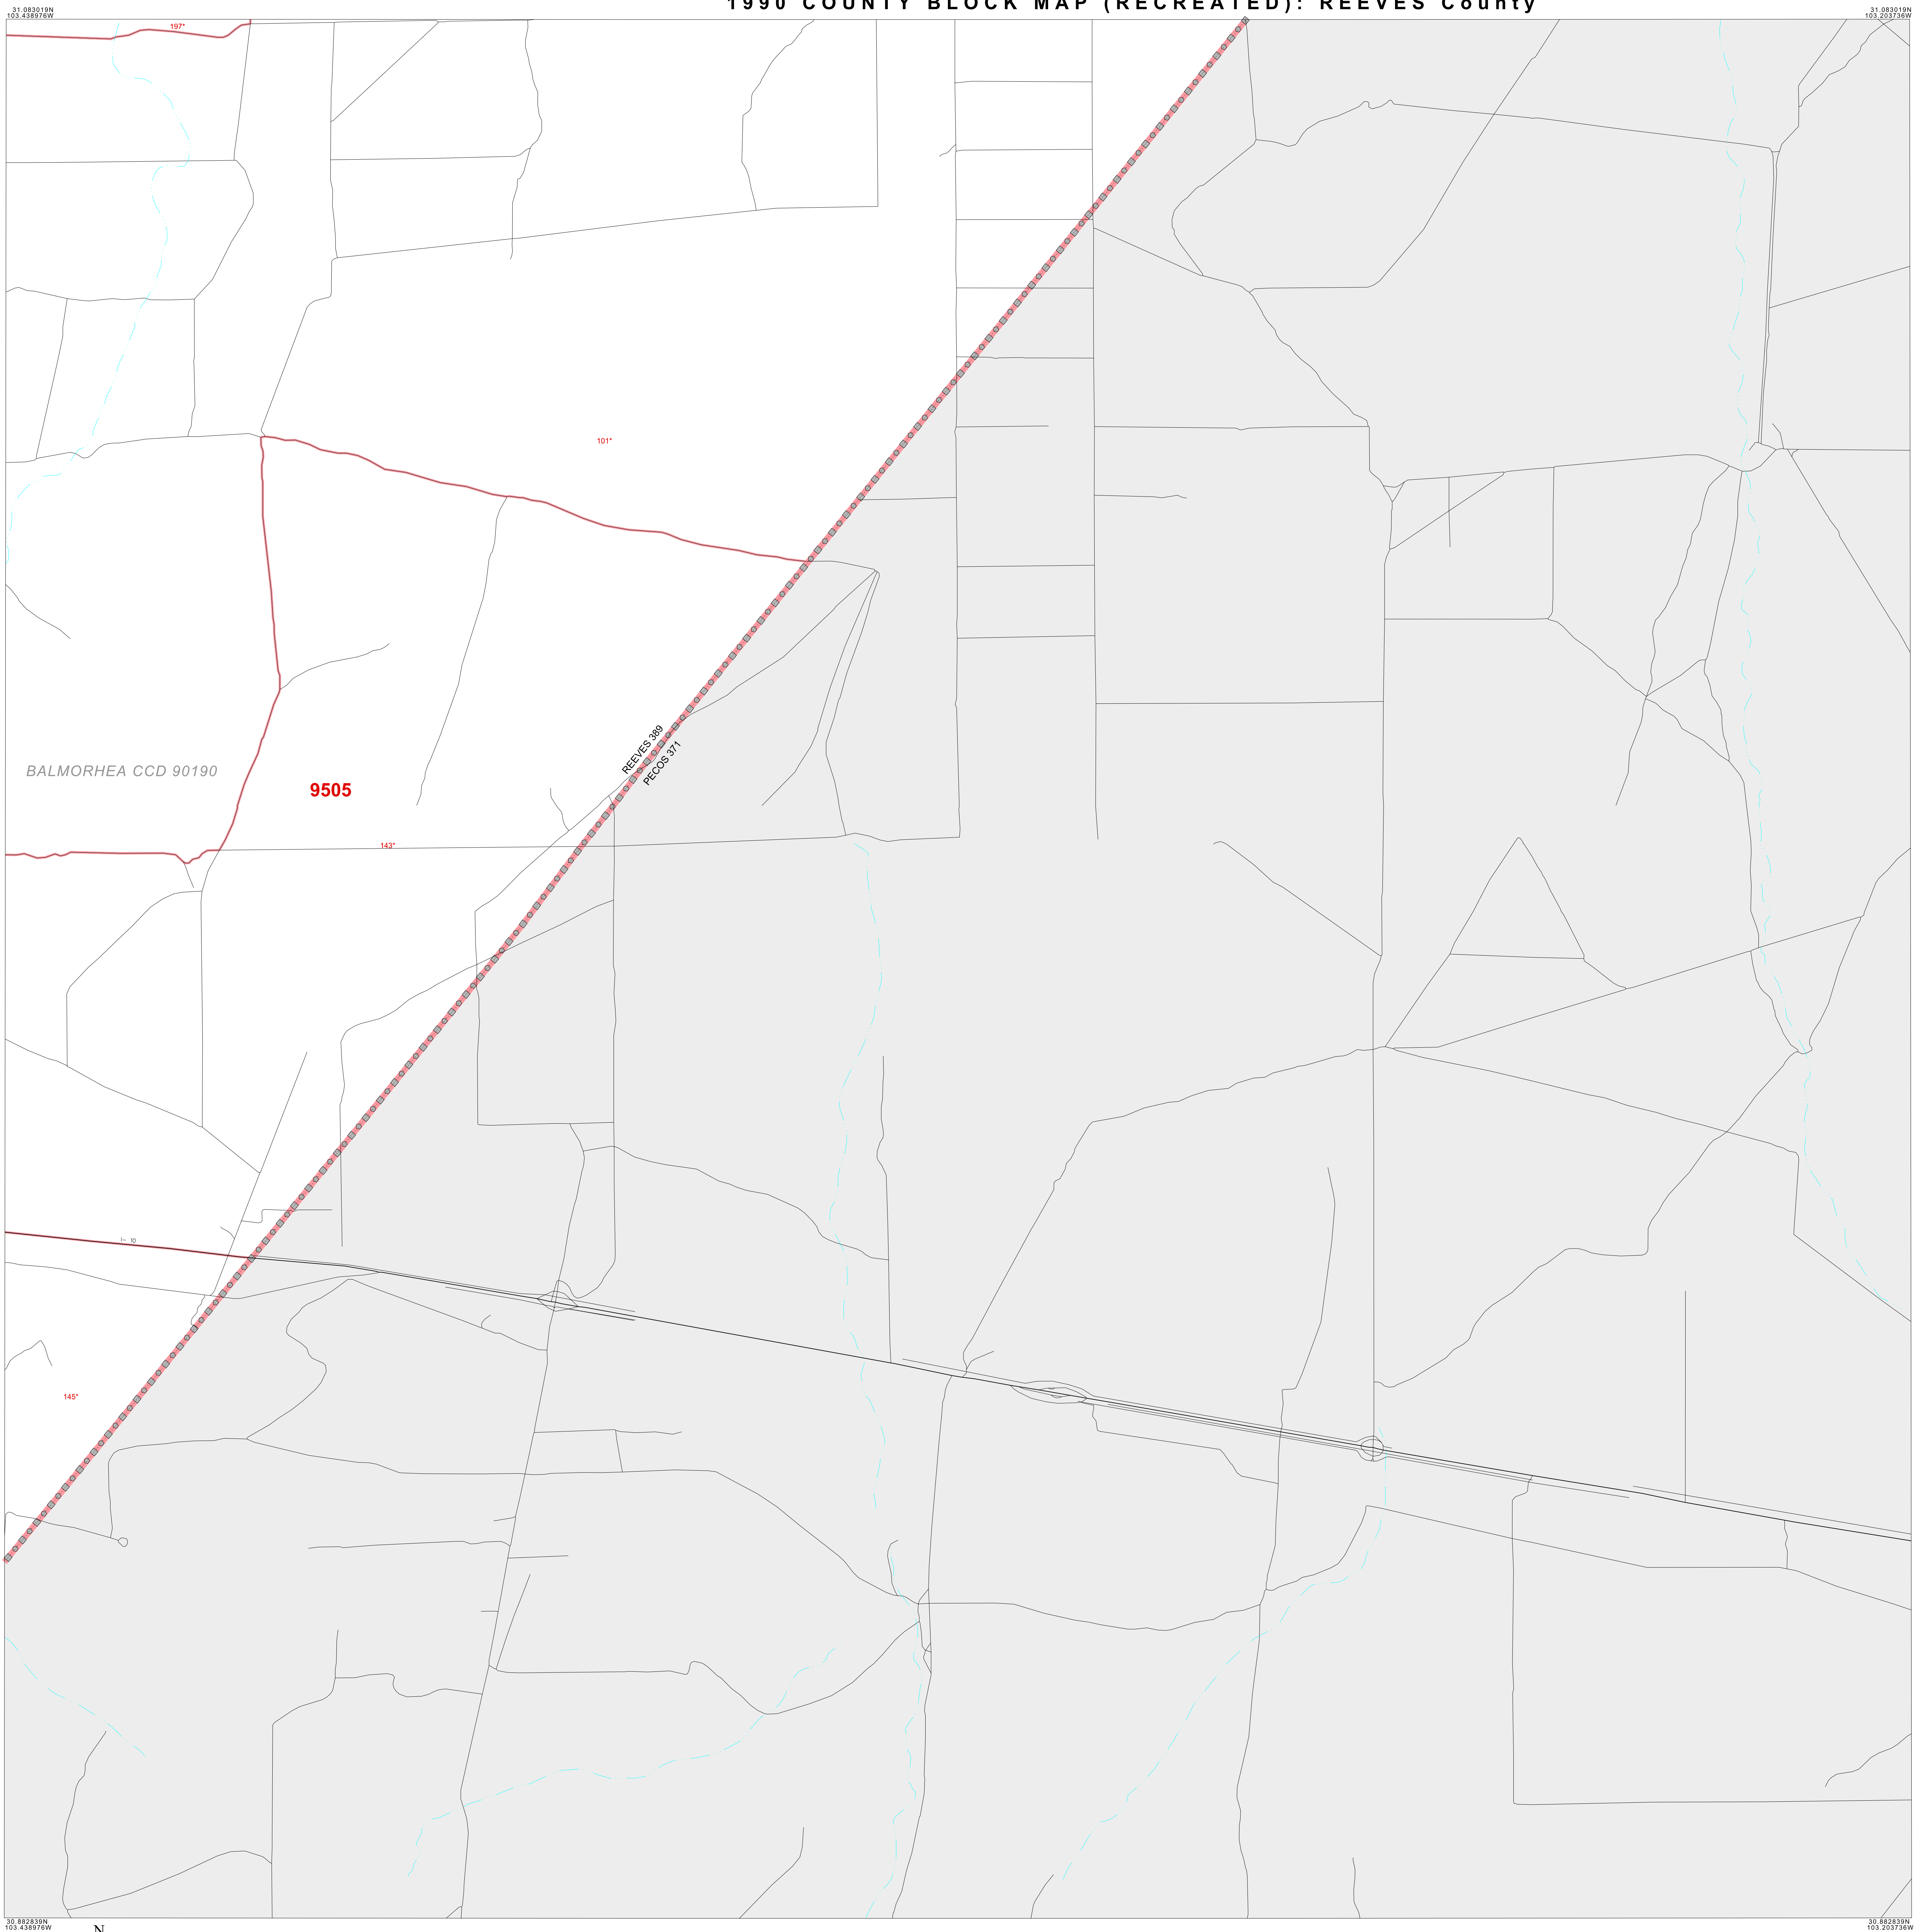 1990 COUNTY BLOCK MAP (RECREATED): REEVES County
31.083019N
103.438976W
31.083019N
103.203736W
197*
101*
REEVES 389
PECOS 371
BALMORHEA CCD 90190
9505
143*
I- 10
145*
30.882839N
103.438976W
N
30.882839N
103.203736W